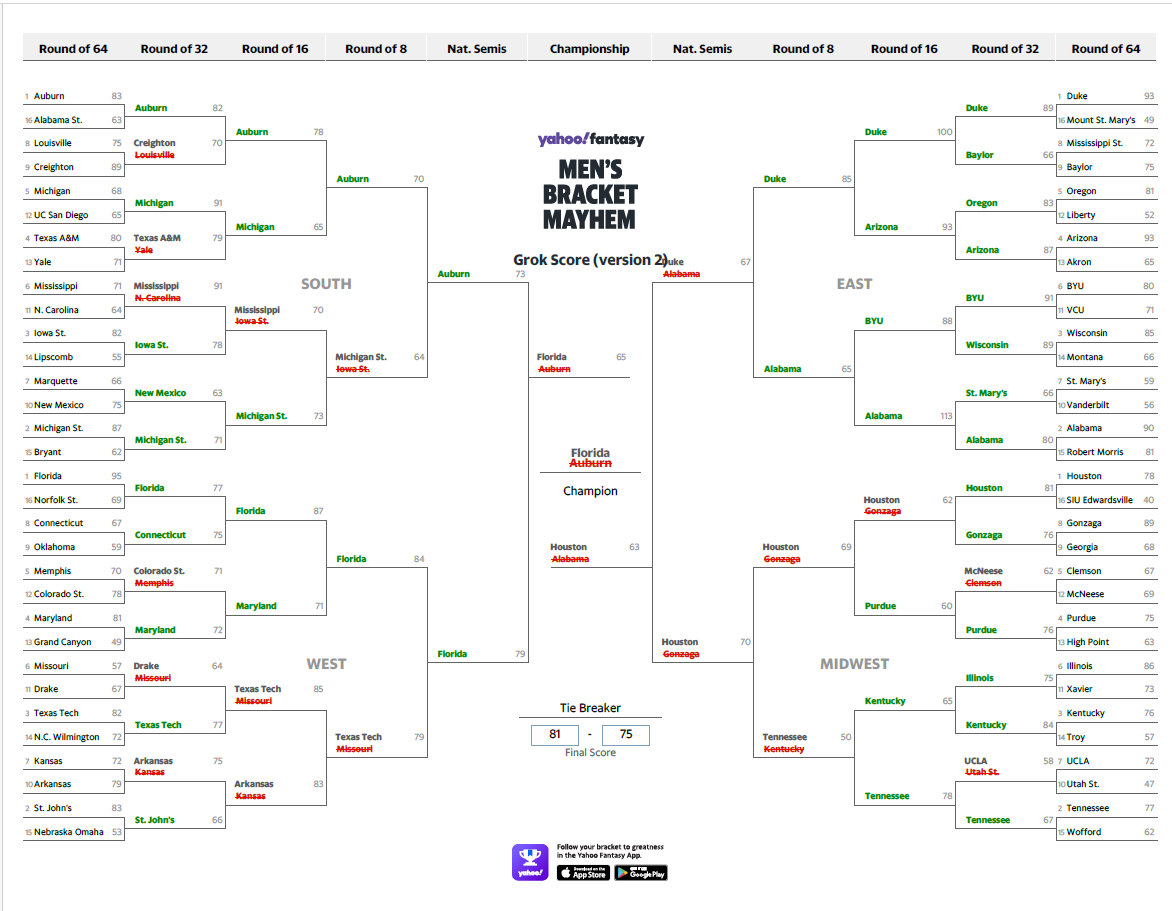 Round of 64 Round of 32 Round of 16 Round of 8 Nat. Semis Championship Nat. Semis Round of 8 Round of 16 Round of 32 Round of 64
1 Auburn 83
16 Alabama St. 63
8 Louisville 75
9 Creighton 89
5 Michigan 68
12 UC San Diego 65
4 Texas A&M 80
13 Yale 71
6 Mississippi 71
11 N. Carolina 64
3 Iowa St. 82
14 Lipscomb 55
7 Marquette 66
10 New Mexico 75
2 Michigan St. 87
15 Bryant 62
1 Florida 95
16 Norfolk St. 69
8 Connecticut 67
9 Oklahoma 59
5 Memphis 70
12 Colorado St. 78
4 Maryland 81
13 Grand Canyon 49
6 Missouri 57
11 Drake 67
3 Texas Tech 82
14 N.C. Wilmington 72
7 Kansas 72
10 Arkansas 79
2 St. John's 83
15 Nebraska Omaha 53
Auburn 82
Creighton 70
Louisville
Michigan 91
Texas A&M 79
Yale
Mississippi 91
N. Carolina
Iowa St. 78
New Mexico 63
Michigan St. 71
Florida 77
Connecticut 75
Colorado St. 71
Memphis
Maryland 72
Drake 64
Missouri
Texas Tech 77
Arkansas 75
Kansas
St. John's 66
Auburn 78
Michigan 65
SOUTH
Mississippi 70
Iowa St.
Michigan St. 73
Florida 87
Maryland 71
WEST
Texas Tech 85
Missouri
Arkansas 83
Kansas
Auburn 70
Michigan St. 64
Iowa St.
Florida 84
Texas Tech 79
Missouri
Auburn 73
Florida 79
yahoo!fantasy
MEN'S
BRACKET
MAYHEM
Grok Score (version 2)
Florida 65
Auburn
Florida
Auburn
Champion
Houston 63
Alabama
Tie Breaker
81 - 75
Final Score
Duke 67
Alabama
Houston 70
Gonzaga
Duke 85
Alabama 65
Houston 69
Gonzaga
Tennessee 50
Kentucky
Duke 100
Arizona 93
EAST
BYU 88
Alabama 113
Houston 62
Gonzaga
Purdue 60
MIDWEST
Kentucky 65
Tennessee 78
Duke 89
Baylor 66
Oregon 83
Arizona 87
BYU 91
Wisconsin 89
St. Mary's 66
Alabama 80
Houston 81
Gonzaga 76
McNeese 62
Clemson
Purdue 76
Illinois 75
Kentucky 84
UCLA 58
Utah St.
Tennessee 67
1 Duke 93
16 Mount St. Mary's 49
8 Mississippi St. 72
9 Baylor 75
5 Oregon 81
12 Liberty 52
4 Arizona 93
13 Akron 65
6 BYU 80
11 VCU 71
3 Wisconsin 85
14 Montana 66
7 St. Mary's 59
10 Vanderbilt 56
2 Alabama 90
15 Robert Morris 81
1 Houston 78
16 SIU Edwardsville 40
8 Gonzaga 89
9 Georgia 68
5 Clemson 67
12 McNeese 69
4 Purdue 75
13 High Point 63
6 Illinois 86
11 Xavier 73
3 Kentucky 76
14 Troy 57
7 UCLA 72
10 Utah St. 47
2 Tennessee 77
15 Wofford 62
yahoo!
Follow your bracket to greatness
in the Yahoo Fantasy App.
Download on the
App Store
Google Play